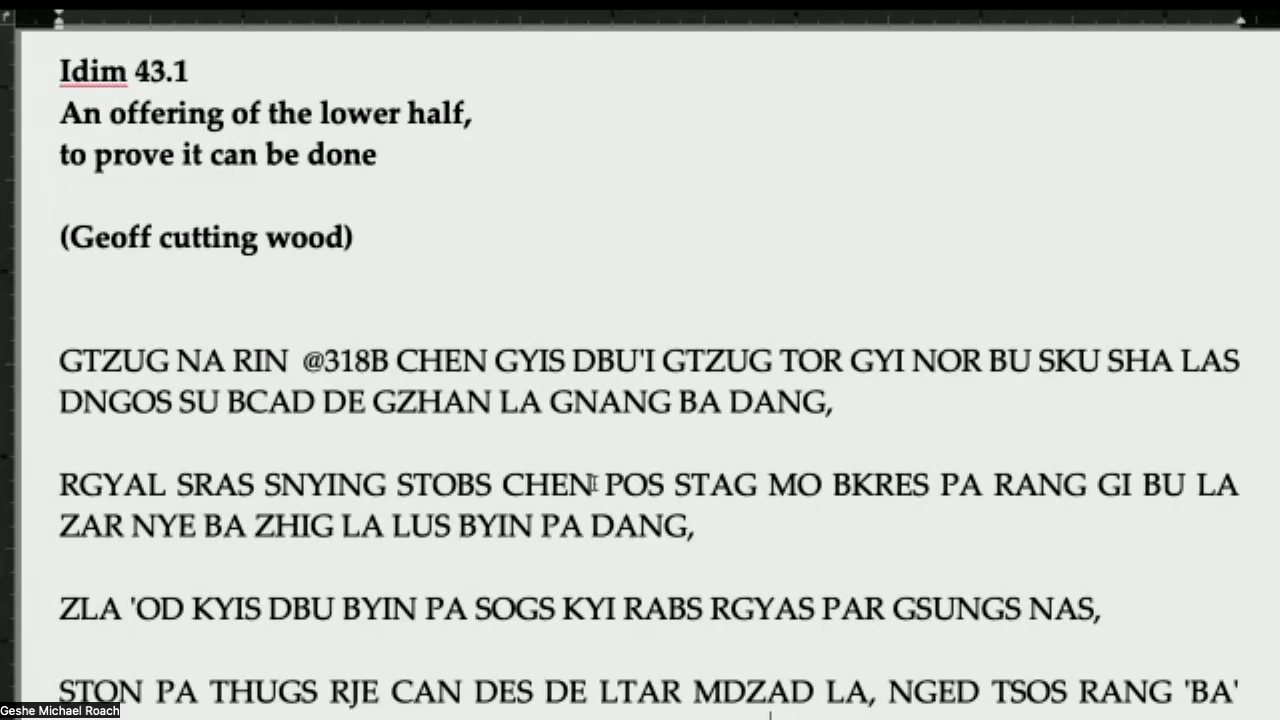 Idim 43.1
An offering of the lower half,
to prove it can be done
(Geoff cutting wood)
GTZUG NA RIN @318B CHEN GYIS DBU'I GTZUG TOR GYI NOR BU SKU SHA LAS
DNGOS SU BCAD DE GZHAN LA GNANG BA DANG,
RGYAL SRAS SNYING STOBS CHEN POS STAG MO BKRES PA RANG GI BU LA
ZAR NYE BA ZHIG LA LUS BYIN PA DANG,
ZLA 'OD KYIS DBU BYIN PA SOGS KYI RABS RGYAS PAR GSUNGS NAS,
STON PA THUGS RJE CAN DES DE LTAR MDZAD LA, NGED TSOS RANG 'BA'
Geshe Michael Roach